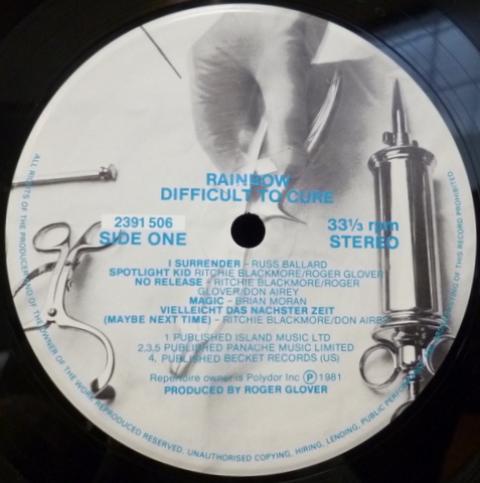 RAINBOW
DIFFICULT TO CURE
2391 506
SIDE ONE
33⅓ rpm
STEREO
I SURRENDER – RUSS BALLARD
SPOTLIGHT KID RITCHIE BLACKMORE/ROGER GLOVER
NO RELEASE – RITCHIE BLACKMORE/ROGER
GLOVER/DON AIREY
MAGIC – BRIAN MORAN
VIELLEICHT DAS NÄCHSTER ZEIT
(MAYBE NEXT TIME) – RITCHIE BLACKMORE/DON AIREY
1 PUBLISHED ISLAND MUSIC LTD
2,3,5 PUBLISHED PANACHE MUSIC LIMITED
4, PUBLISHED BECKET RECORDS (US)
Repertoire owner is Polydor Inc Ⓟ 1981
PRODUCED BY ROGER GLOVER
ALL RIGHTS OF THE PRODUCER AND OF THE OWNER OF THE WORK REPRODUCED RESERVED. UNAUTHORISED COPYING, HIRING, LENDING, PUBLIC PERFORMANCE AND BROADCASTING OF THIS RECORD PROHIBITED.